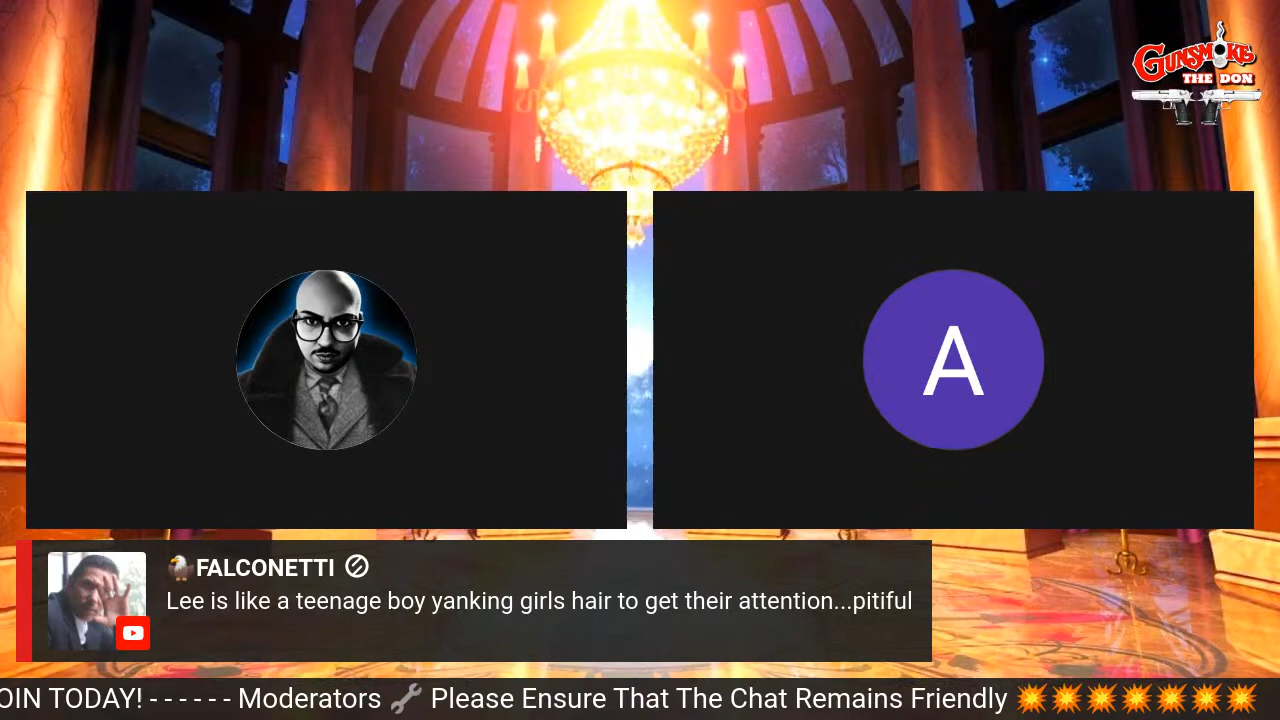 GUNSMOKE
THE DON
A
🦅FALCONETTI
Lee is like a teenage boy yanking girls hair to get their attention...pitiful
OIN TODAY! - - - - - - Moderators 🔧 Please Ensure That The Chat Remains Friendly 💥💥💥💥💥💥💥